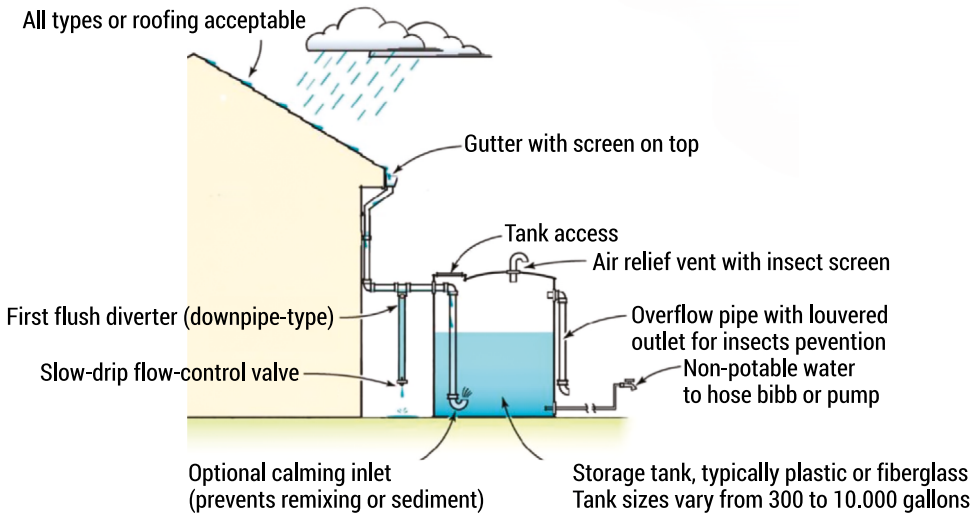 All types or roofing acceptable
Gutter with screen on top
Tank access
Air relief vent with insect screen
First flush diverter (downpipe-type)
Overflow pipe with louvered
outlet for insects pevention
Slow-drip flow-control valve
Non-potable water
to hose bibb or pump
Optional calming inlet
(prevents remixing or sediment)
Storage tank, typically plastic or fiberglass
Tank sizes vary from 300 to 10.000 gallons